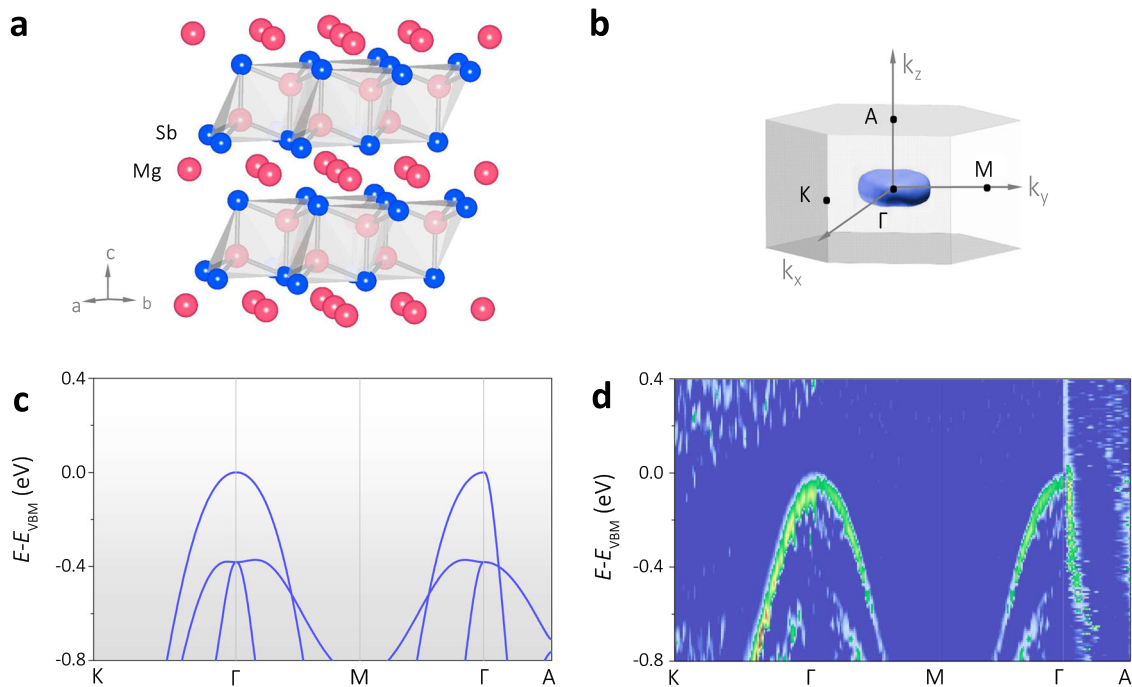 a
Sb
Mg
c
a
b
b
k_z
A
M
K
Γ
k_y
k_x
c
0.4
0.0
-0.4
-0.8
E-E_VBM (eV)
K
Γ
M
Γ
A
d
0.4
0.0
-0.4
-0.8
E-E_VBM (eV)
K
Γ
M
Γ
A